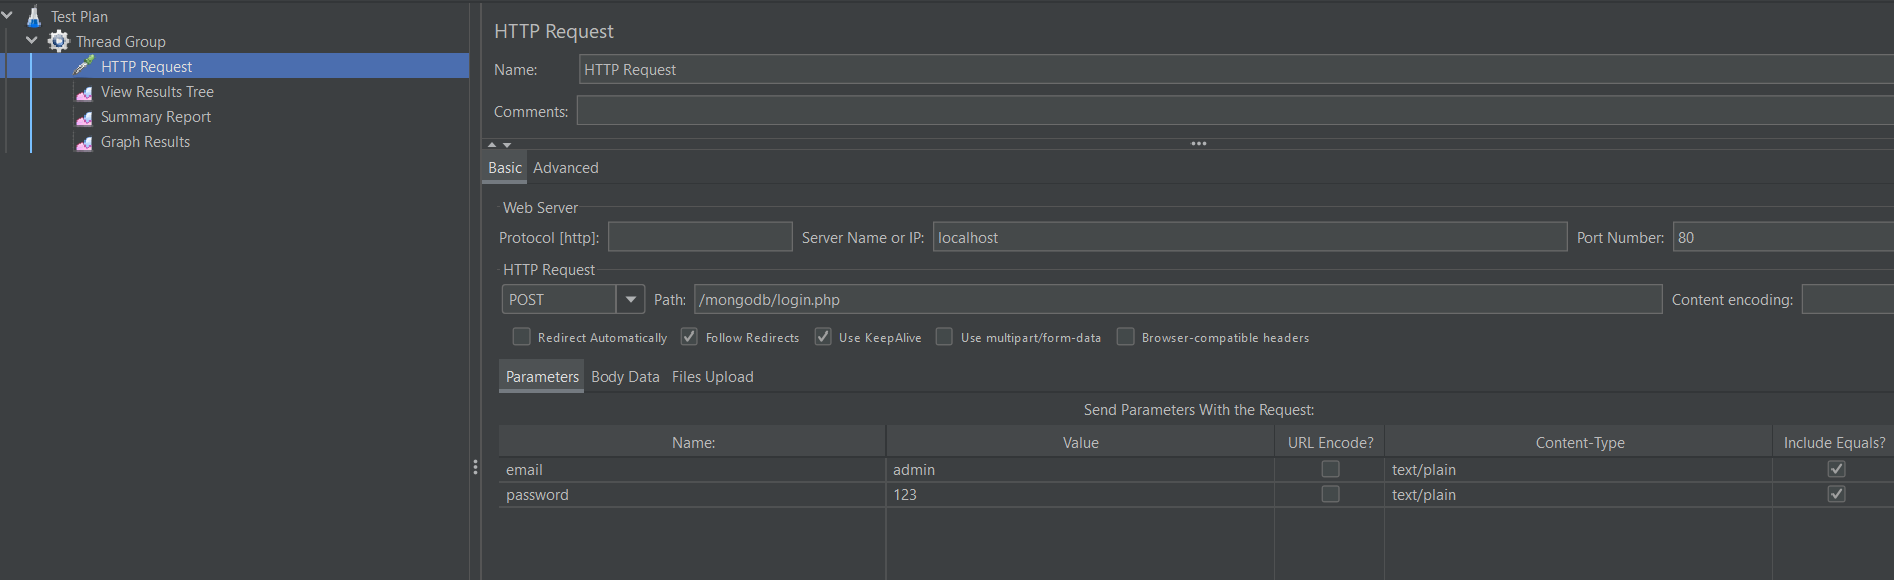 Test Plan
Thread Group
HTTP Request
View Results Tree
Summary Report
Graph Results
HTTP Request
Name: HTTP Request
Comments:
Basic Advanced
Web Server
Protocol [http]: Server Name or IP: localhost Port Number: 80
HTTP Request
POST Path: /mongodb/login.php Content encoding:
Redirect Automatically Follow Redirects Use KeepAlive Use multipart/form-data Browser-compatible headers
Parameters Body Data Files Upload
Send Parameters With the Request:
Name: Value URL Encode? Content-Type Include Equals?
email admin text/plain
password 123 text/plain